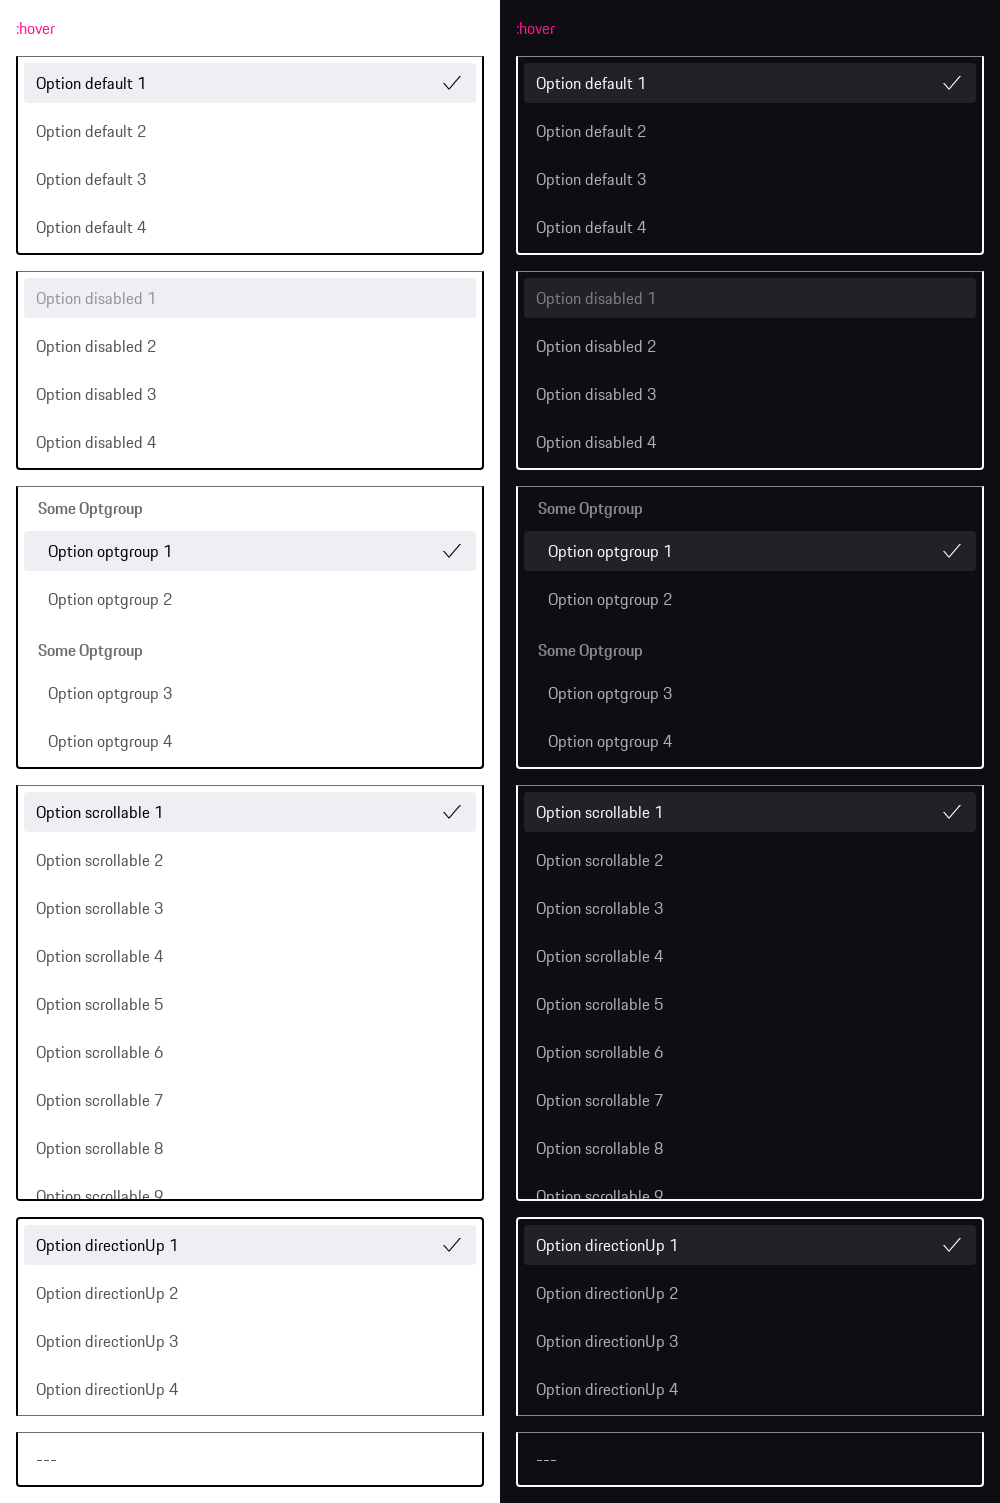 :hover
Option default 1
Option default 2
Option default 3
Option default 4
Option disabled 1
Option disabled 2
Option disabled 3
Option disabled 4
Some Optgroup
Option optgroup 1
Option optgroup 2
Some Optgroup
Option optgroup 3
Option optgroup 4
Option scrollable 1
Option scrollable 2
Option scrollable 3
Option scrollable 4
Option scrollable 5
Option scrollable 6
Option scrollable 7
Option scrollable 8
Option scrollable 9
Option directionUp 1
Option directionUp 2
Option directionUp 3
Option directionUp 4
---
:hover
Option default 1
Option default 2
Option default 3
Option default 4
Option disabled 1
Option disabled 2
Option disabled 3
Option disabled 4
Some Optgroup
Option optgroup 1
Option optgroup 2
Some Optgroup
Option optgroup 3
Option optgroup 4
Option scrollable 1
Option scrollable 2
Option scrollable 3
Option scrollable 4
Option scrollable 5
Option scrollable 6
Option scrollable 7
Option scrollable 8
Option scrollable 9
Option directionUp 1
Option directionUp 2
Option directionUp 3
Option directionUp 4
---